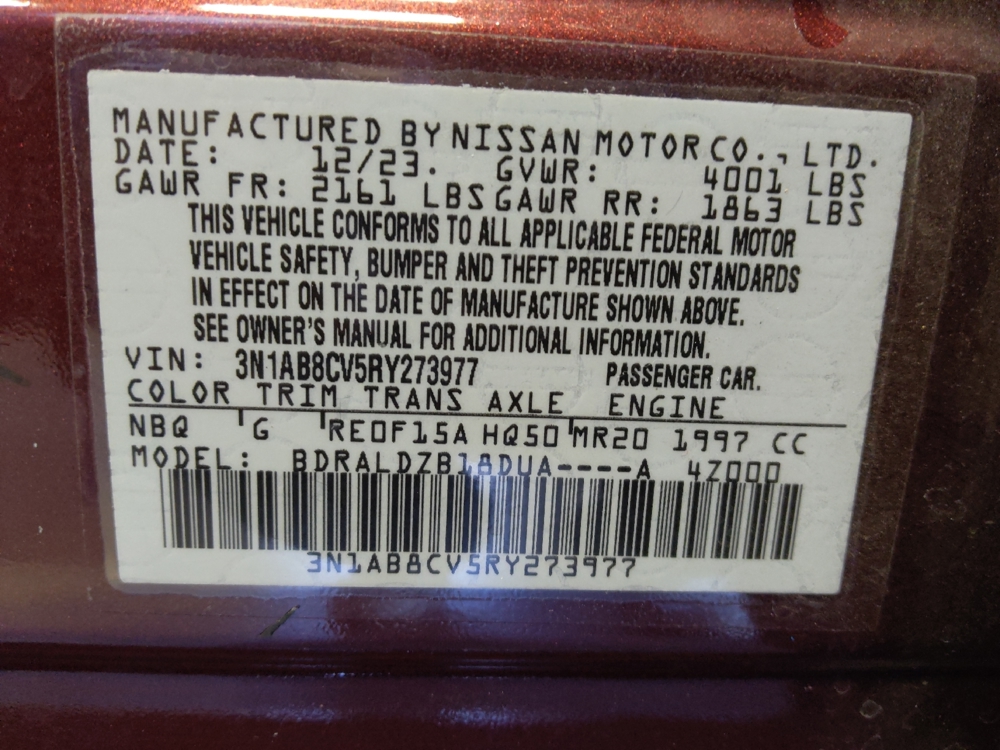 MANUFACTURED BY NISSAN MOTOR CO., LTD.
DATE: 12/23. GVWR: 4001 LBS
GAWR FR: 2161 LBS GAWR RR: 1863 LBS
THIS VEHICLE CONFORMS TO ALL APPLICABLE FEDERAL MOTOR
VEHICLE SAFETY, BUMPER AND THEFT PREVENTION STANDARDS
IN EFFECT ON THE DATE OF MANUFACTURE SHOWN ABOVE.
SEE OWNER'S MANUAL FOR ADDITIONAL INFORMATION.
VIN: 3N1AB8CV5RY273977 PASSENGER CAR.
COLOR TRIM TRANS AXLE ENGINE
NBQ G RE0F15A HQ50 MR20 1997 CC
MODEL: BDRALDZB18DUA----A 4Z000
3N1AB8CV5RY273977